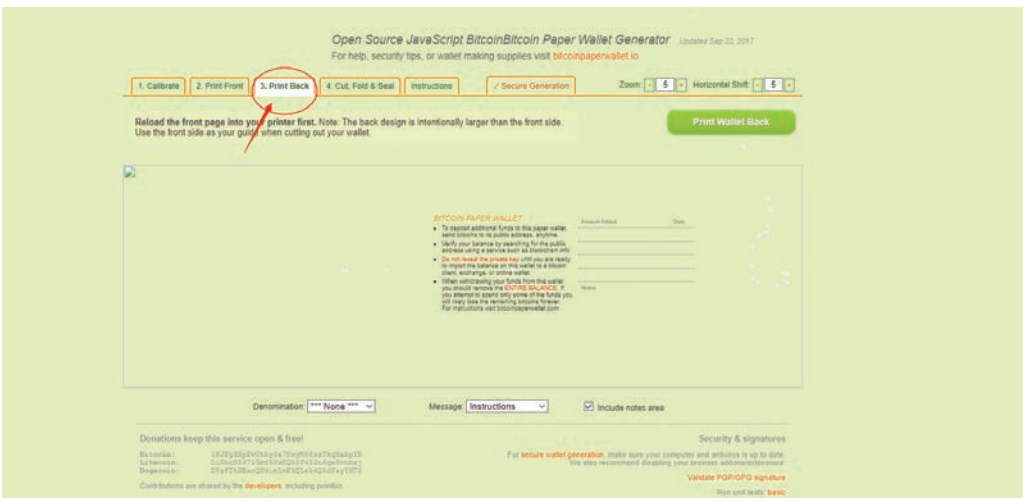 Open Source JavaScript BitcoinBitcoin Paper Wallet Generator Updated Sep 22, 2017
For help, security tips, or wallet making supplies visit bitcoinpaperwallet.io
1. Calibrate 2. Print Front 3. Print Back 4. Cut, Fold & Seal Instructions ✓ Secure Generation Zoom: - 5 + Horizontal Shift: - 5 +
Reload the front page into your printer first. Note: The back design is intentionally larger than the front side.
Use the front side as your guide when cutting out your wallet.
Print Wallet Back
BITCOIN PAPER WALLET
Amount Added Date
• To deposit additional funds to this paper wallet,
send bitcoins to its public address, anytime.
• Verify your balance by searching for the public
address using a service such as blockchain.info
• Do not reveal the private key until you are ready
to import the balance on this wallet to a bitcoin
client, exchange, or online wallet.
• When withdrawing your funds from this wallet
you should remove the ENTIRE BALANCE. If
you attempt to spend only some of the funds you
will likely lose the remaining bitcoins forever.
For instructions visit bitcoinpaperwallet.com
Notes
Denomination: *** None *** Message: Instructions Include notes area
Donations keep this service open & free!
Security & signatures
Bitcoin:
Litecoin:
Dogecoin:
For secure wallet generation, make sure your computer and antivirus is up to date.
We also recommend disabling your browser addons/extensions.
Validate PGP/GPG signature
Contributions are shared by the developers, including pointbiz.
Run unit tests: basic